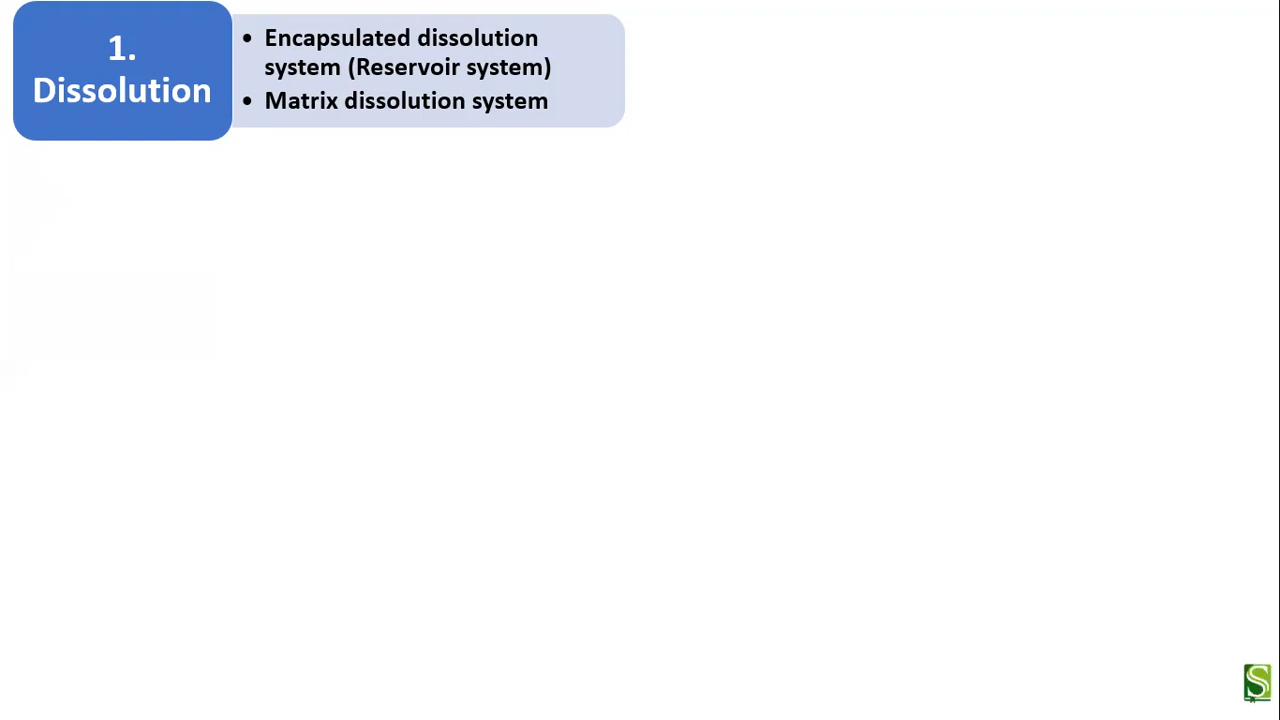 1.
Dissolution
• Encapsulated dissolution
system (Reservoir system)
• Matrix dissolution system